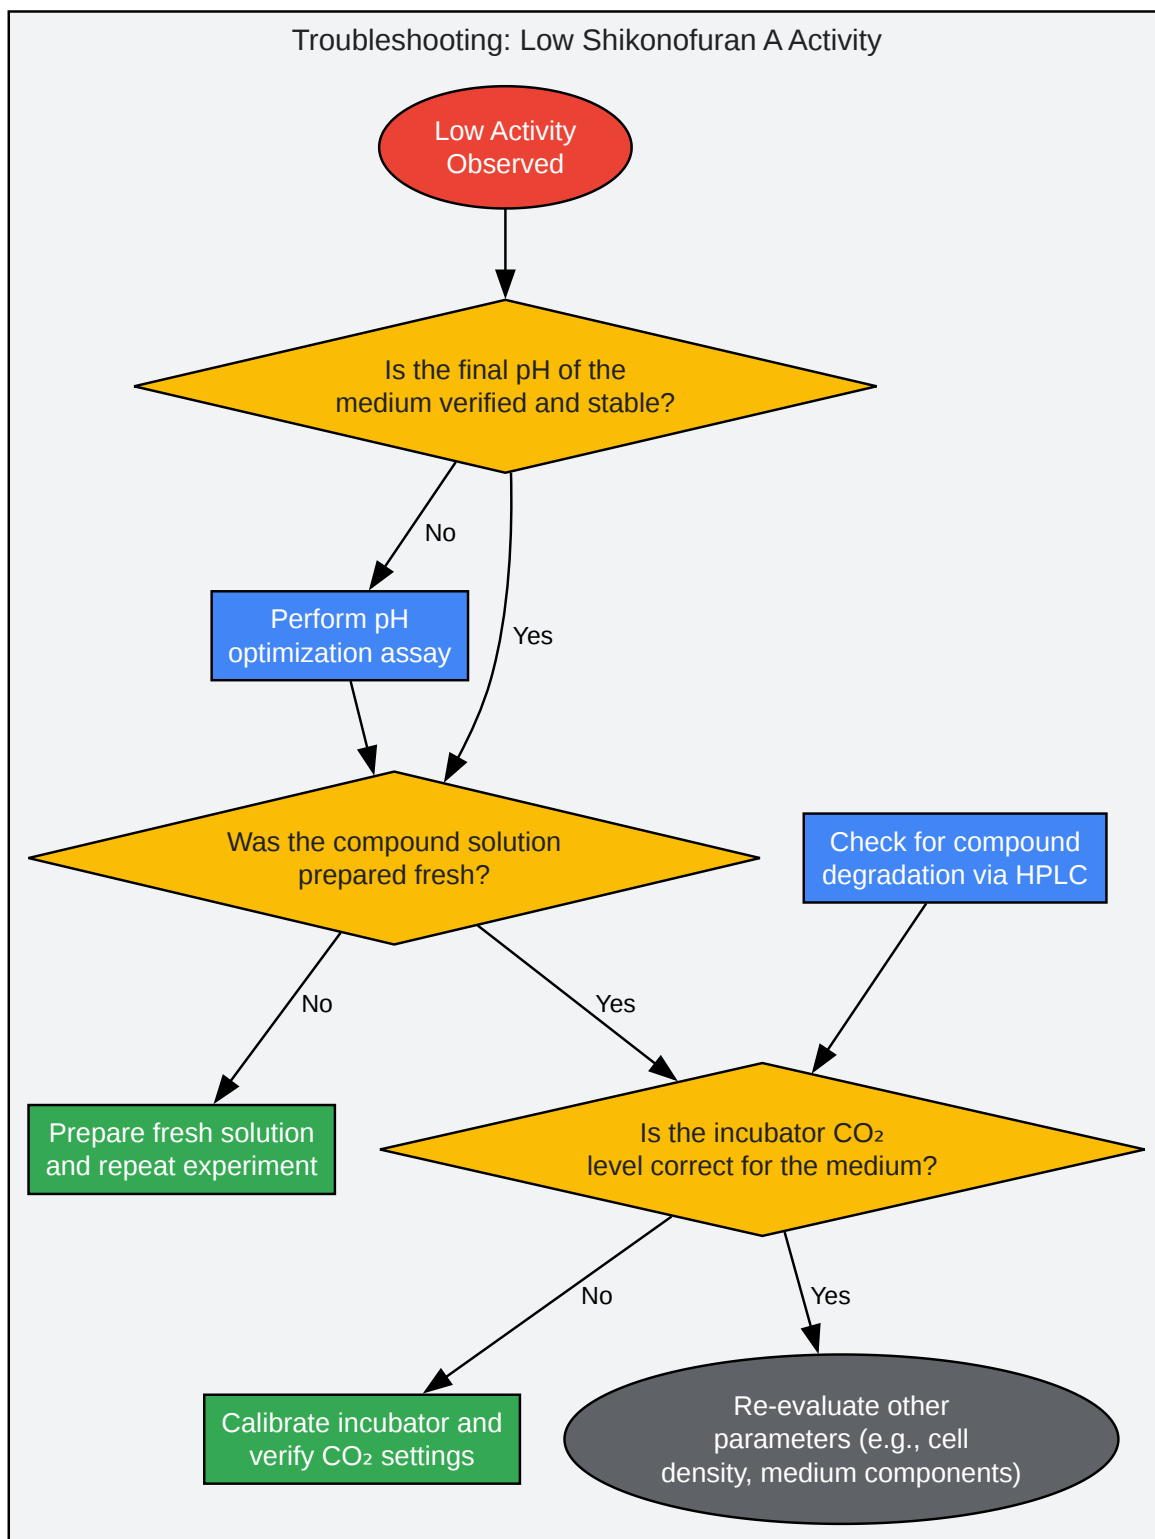 Troubleshooting: Low Shikonofuran A Activity
Low Activity
Observed
Is the final pH of the
medium verified and stable?
No
Perform pH
optimization assay
Yes
Was the compound solution
prepared fresh?
Check for compound
degradation via HPLC
No
Yes
Prepare fresh solution
and repeat experiment
Is the incubator CO₂
level correct for the medium?
No
Yes
Calibrate incubator and
verify CO₂ settings
Re-evaluate other
parameters (e.g., cell
density, medium components)